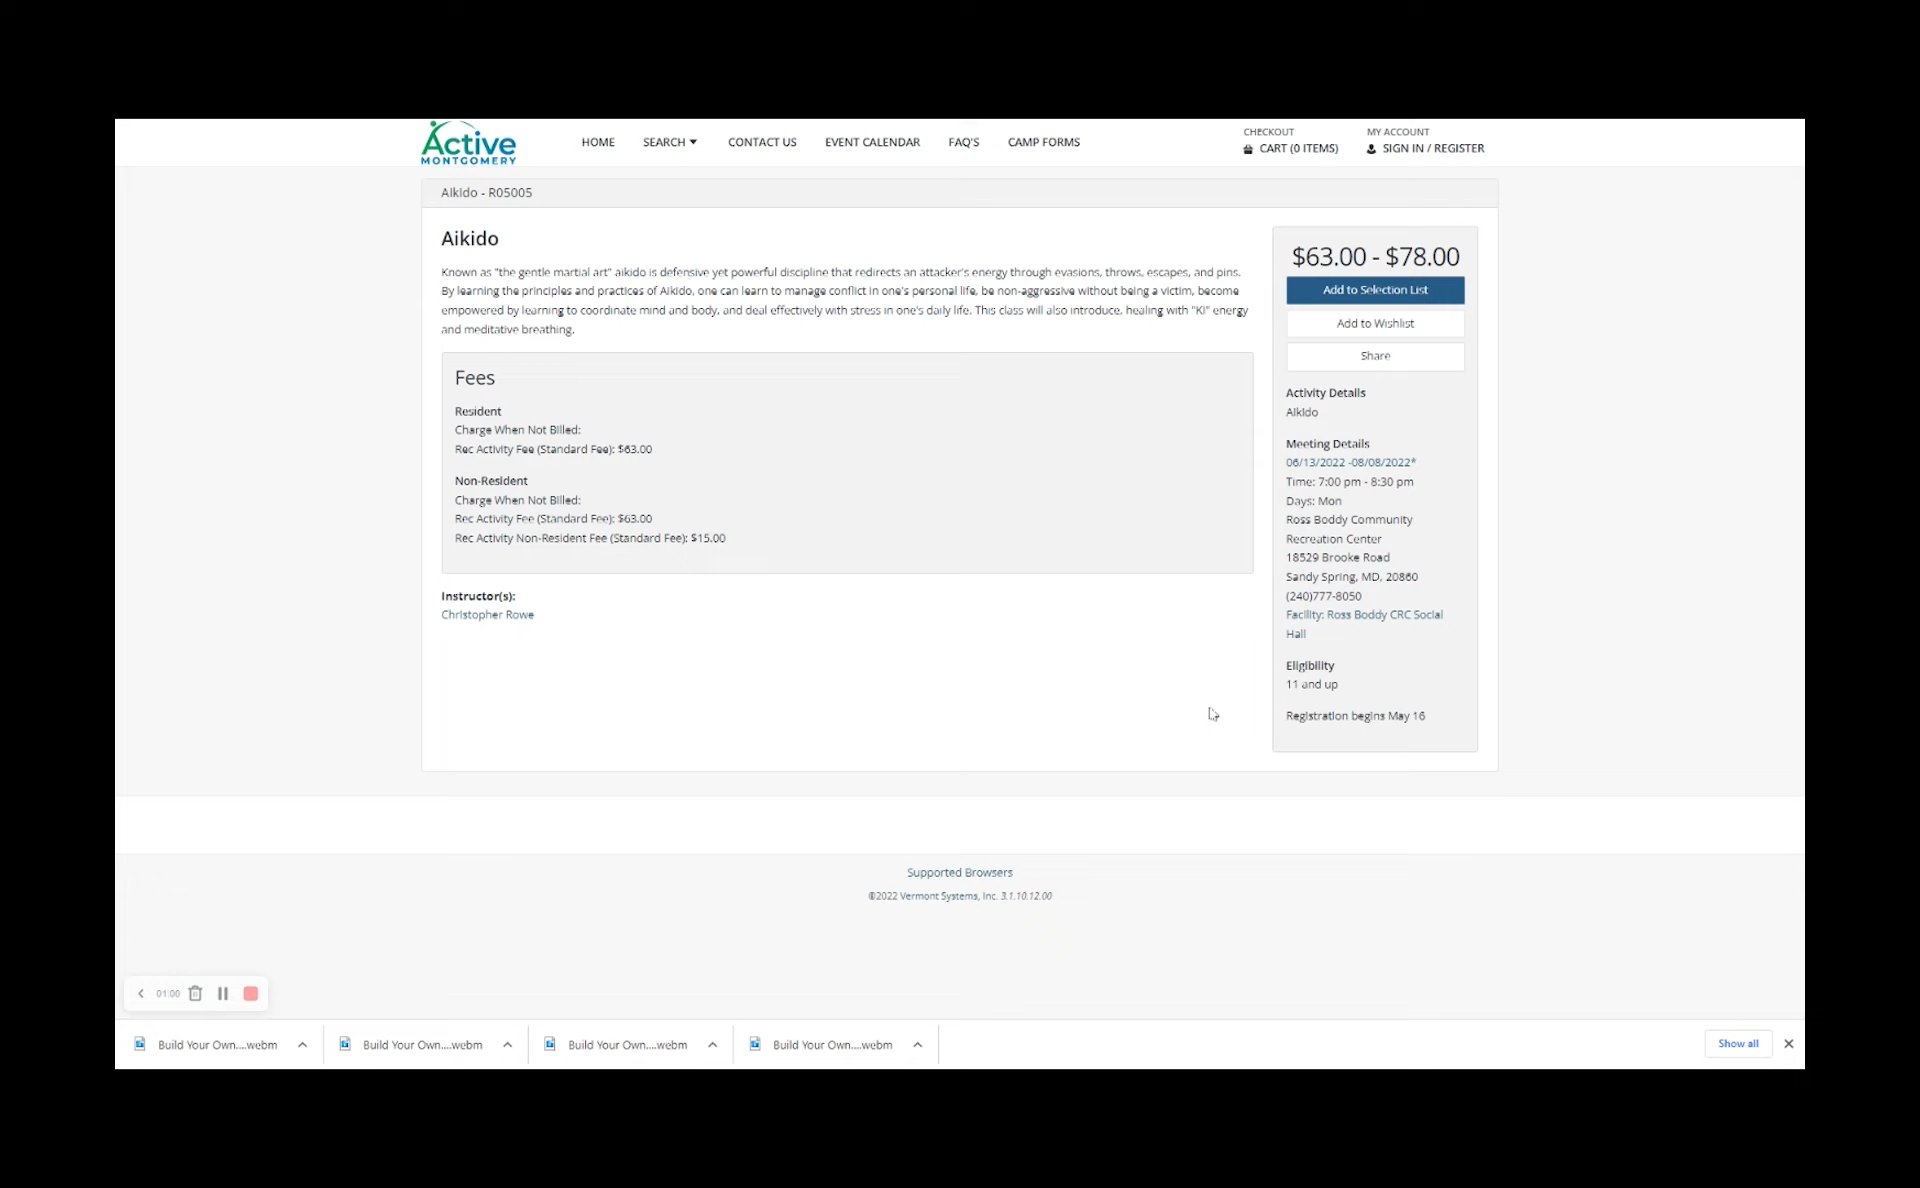 Active
MONTGOMERY
HOME
SEARCH
CONTACT US
EVENT CALENDAR
FAQ'S
CAMP FORMS
CHECKOUT
CART (0 ITEMS)
MY ACCOUNT
SIGN IN / REGISTER
Aikido - R05005
Aikido
Known as "the gentle martial art" aikido is defensive yet powerful discipline that redirects an attacker's energy through evasions, throws, escapes, and pins.
By learning the principles and practices of Aikido, one can learn to manage conflict in one's personal life, be non-aggressive without being a victim, become
empowered by learning to coordinate mind and body, and deal effectively with stress in one's daily life. This class will also introduce, healing with "KI" energy
and meditative breathing.
Fees
Resident
Charge When Not Billed:
Rec Activity Fee (Standard Fee): $63.00
Non-Resident
Charge When Not Billed:
Rec Activity Fee (Standard Fee): $63.00
Rec Activity Non-Resident Fee (Standard Fee): $15.00
Instructor(s):
Christopher Rowe
$63.00 - $78.00
Add to Selection List
Add to Wishlist
Share
Activity Details
Aikido
Meeting Details
06/13/2022 -08/08/2022*
Time: 7:00 pm - 8:30 pm
Days: Mon
Ross Boddy Community
Recreation Center
18529 Brooke Road
Sandy Spring, MD, 20860
(240)777-8050
Facility: Ross Boddy CRC Social
Hall
Eligibility
11 and up
Registration begins May 16
Supported Browsers
©2022 Vermont Systems, Inc. 3.1.10.12.00
01:00
Build Your Own....webm
Build Your Own....webm
Build Your Own....webm
Build Your Own....webm
Show all